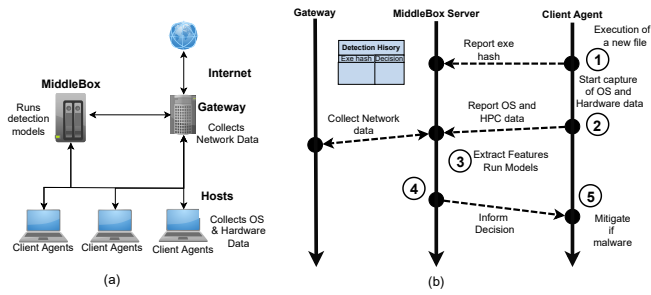 Internet
MiddleBox
Runs
detection
models
Gateway
Collects
Network Data
Hosts
Collects OS
& Hardware
Data
Client Agents
Client Agents
Client Agents
(a)
Gateway
MiddleBox Server
Client Agent
Detection Hisory
Exe hash
Decision
Report exe
hash
Execution of
a new file
1
Start capture
of OS and
Hardware data
Collect Network
data
Report OS and
HPC data
2
3
Extract Features
Run Models
4
5
Inform
Decision
Mitigate
if
malware
(b)